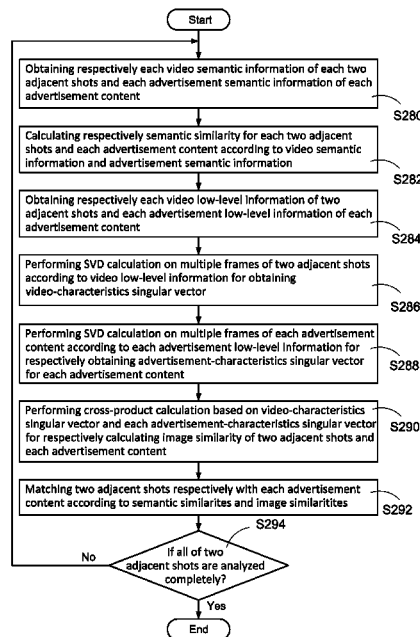 Start
Obtaining respectively each video semantic information of each two
adjacent shots and each advertisement semantic information of each
advertisement content
S280
Calculating respectively semantic similarity for each two adjacent
shots and each advertisement content according to video semantic
information and advertisement semantic information
S282
Obtaining respectively each video low-level information of two
adjacent shots and each advertisement low-level information of each
advertisement content
S284
Performing SVD calculation on multiple frames of two adjacent shots
according to video low-level information for obtaining
video-characteristics singular vector
S286
Performing SVD calculation on multiple frames of each advertisement
content according to each advertisement low-level information for
respectively obtaining advertisement-characteristics singular vector
for each advertisement content
S288
Performing cross-product calculation based on video-characteristics
singular vector and each advertisement-characteristics singular vector
for respectively calculating image similarity of two adjacent shots and
each advertisement content
S290
Matching two adjacent shots respectively with each advertisement
content according to semantic similarites and image similaritites
S292
S294
If all of two
adjacent shots are analyzed
completely?
No
Yes
End